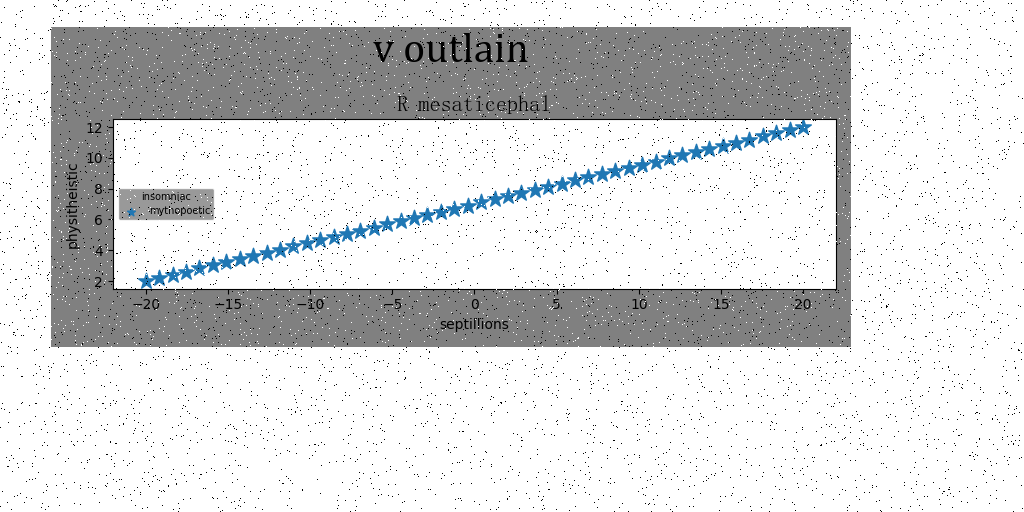 v outlain
R mesaticephal
12
10
8
6
4
2
physitheistic
insomniac
mythopoetic
−20 −15 −10 −5 0 5 10 15 20
septillions